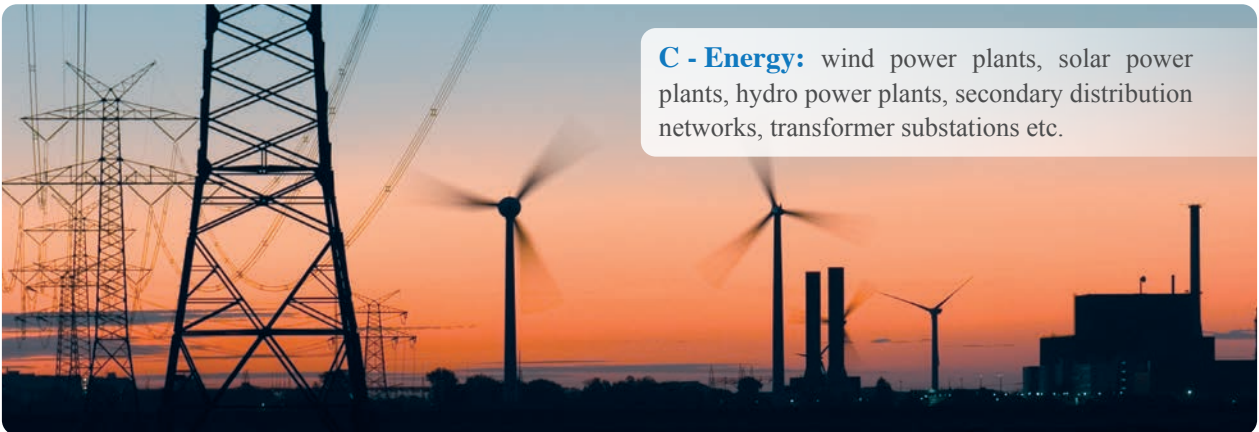 C - Energy: wind power plants, solar power
plants, hydro power plants, secondary distribution
networks, transformer substations etc.